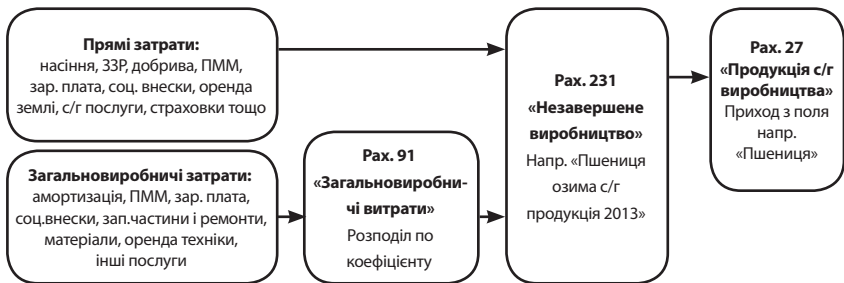 Прямі затрати:
насіння, ЗЗР, добрива, ПММ,
зар. плата, соц. внески, оренда
землі, с/г послуги, страховки тощо
Загальновиробничі затрати:
амортизація, ПММ, зар. плата,
соц.внески, зап.частини і ремонти,
матеріали, оренда техніки,
інші послуги
Рах. 91
«Загальновиробни-
чі витрати»
Розподіл по
коефіцієнту
Рах. 231
«Незавершене
виробництво»
Напр. «Пшениця
озима с/г
продукція 2013»
Рах. 27
«Продукція с/г
виробництва»
Приход з поля
напр.
«Пшениця»